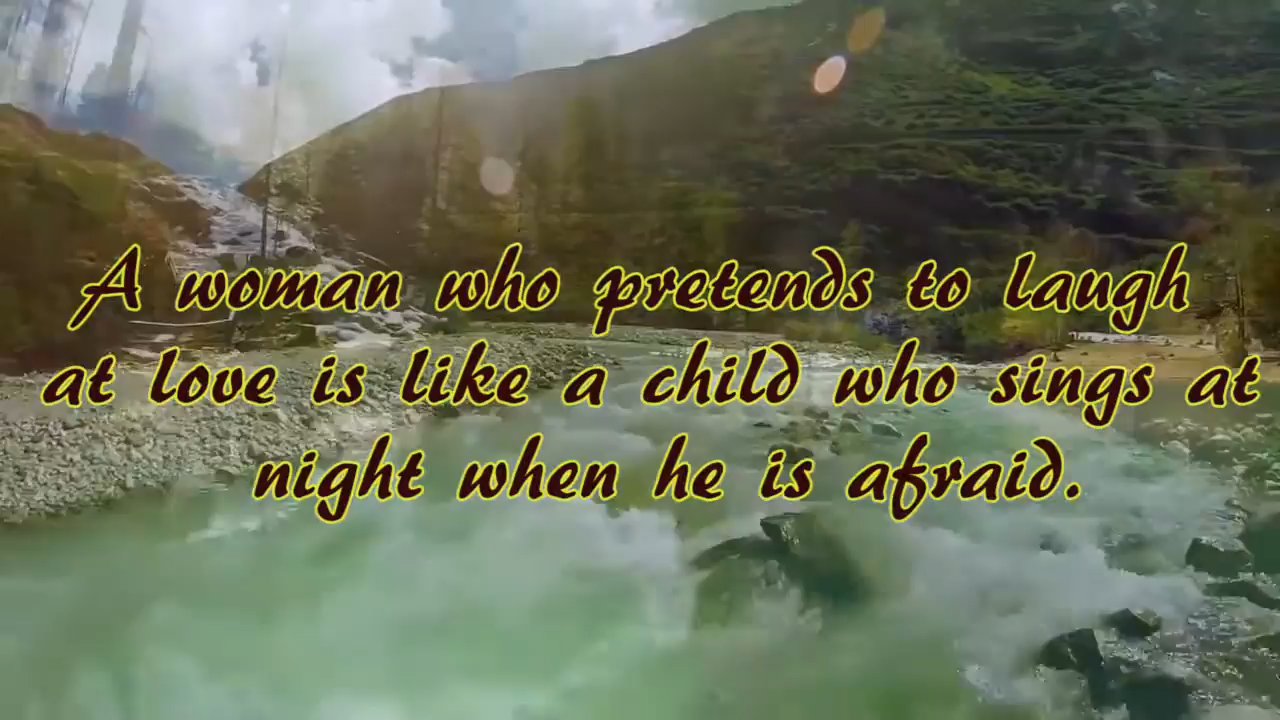 A woman who pretends to laugh
at love is like a child who sings at
night when he is afraid.